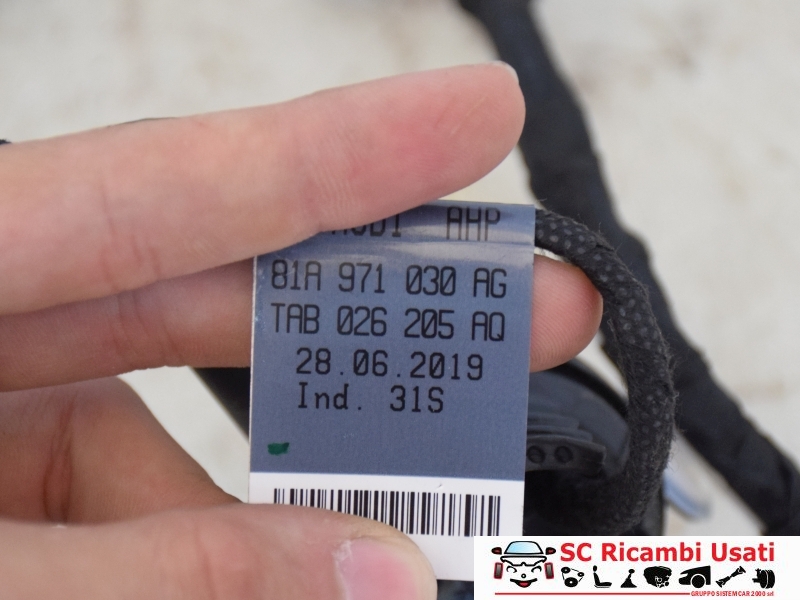 AUDI AHP
81A 971 030 AG
TAB 026 205 AQ
28.06.2019
Ind. 31S
SC Ricambi Usati
GRUPPO SISTEMCAR 2000 srl